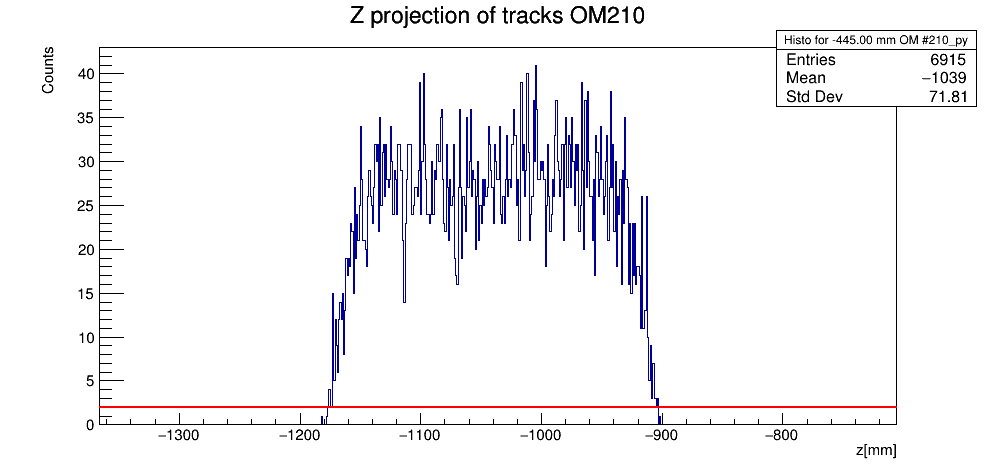 Z projection of tracks OM210
Histo for -445.00 mm OM #210_py
Entries 6915
Mean −1039
Std Dev 71.81
Counts
40
35
30
25
20
15
10
5
0
−1300 −1200 −1100 −1000 −900 −800
z[mm]